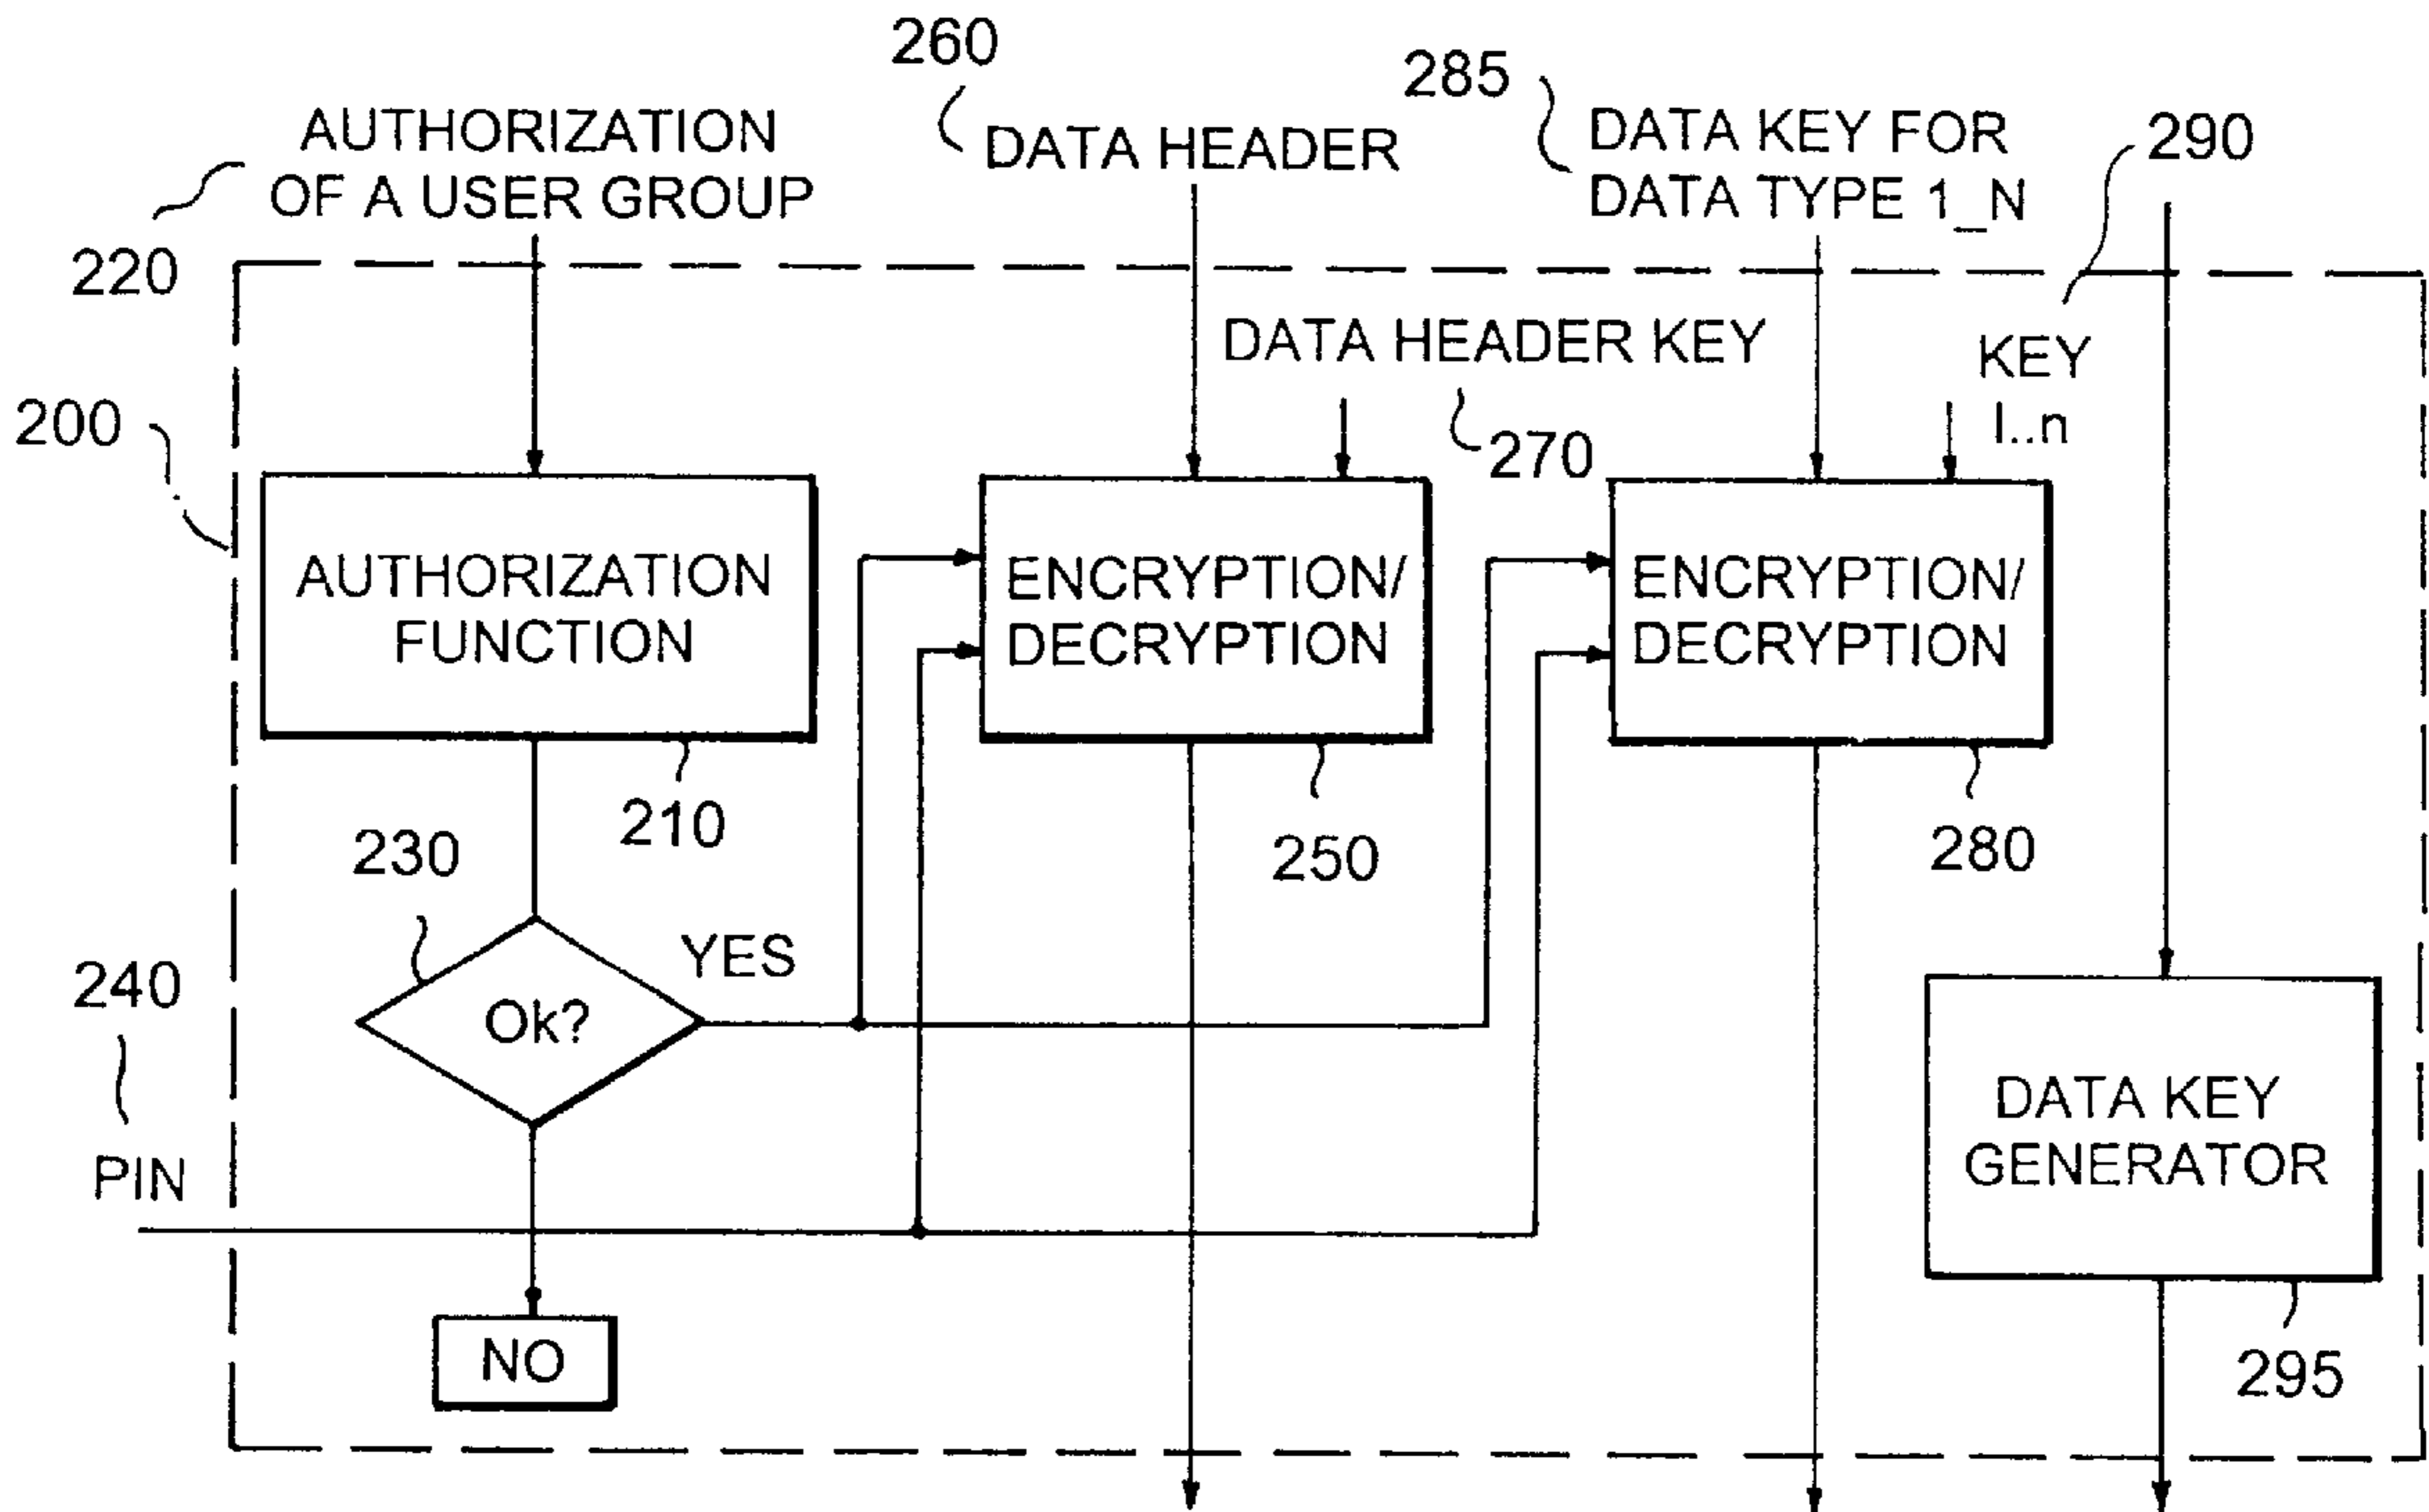 260
285
AUTHORIZATION
OF A USER GROUP
DATA HEADER
DATA KEY FOR
DATA TYPE 1_N
290
220
DATA HEADER KEY
KEY
I..n
200
270
AUTHORIZATION
FUNCTION
ENCRYPTION/
DECRYPTION
ENCRYPTION/
DECRYPTION
210
250
280
230
YES
240
Ok?
DATA KEY
GENERATOR
PIN
NO
295